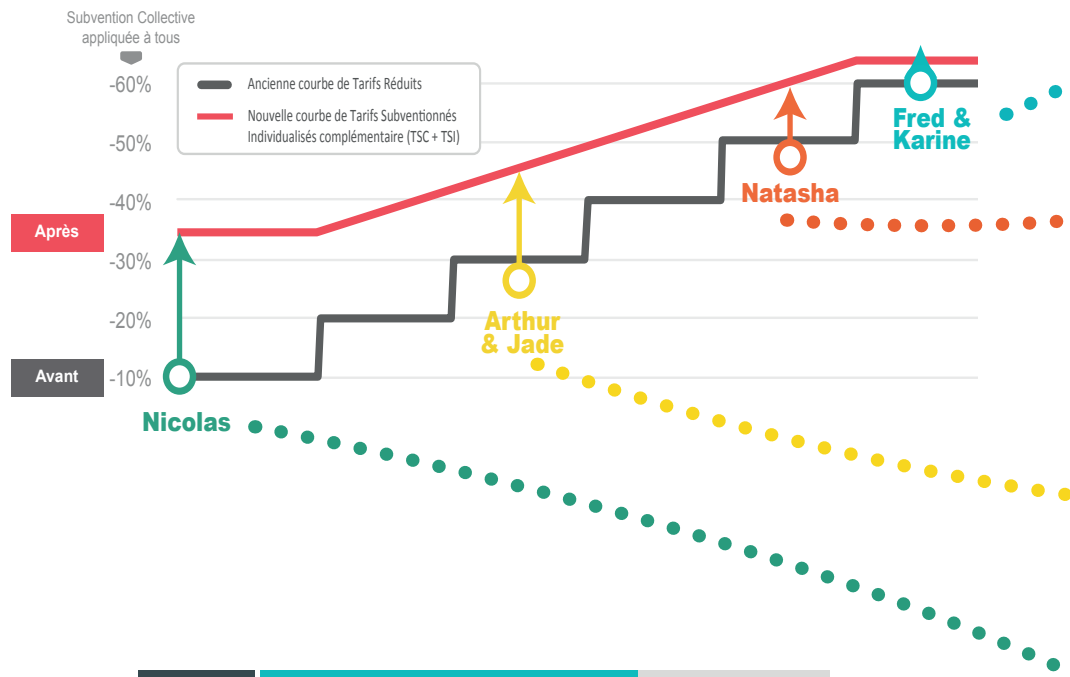 Subvention Collective
appliquée à tous
-60%
Ancienne courbe de Tarifs Réduits
Nouvelle courbe de Tarifs Subventionnés
Individualisés complémentaire (TSC + TSI)
Fred &
Karine
-50%
Natasha
-40%
Après
-30%
-20%
Arthur
& Jade
Avant
-10%
Nicolas